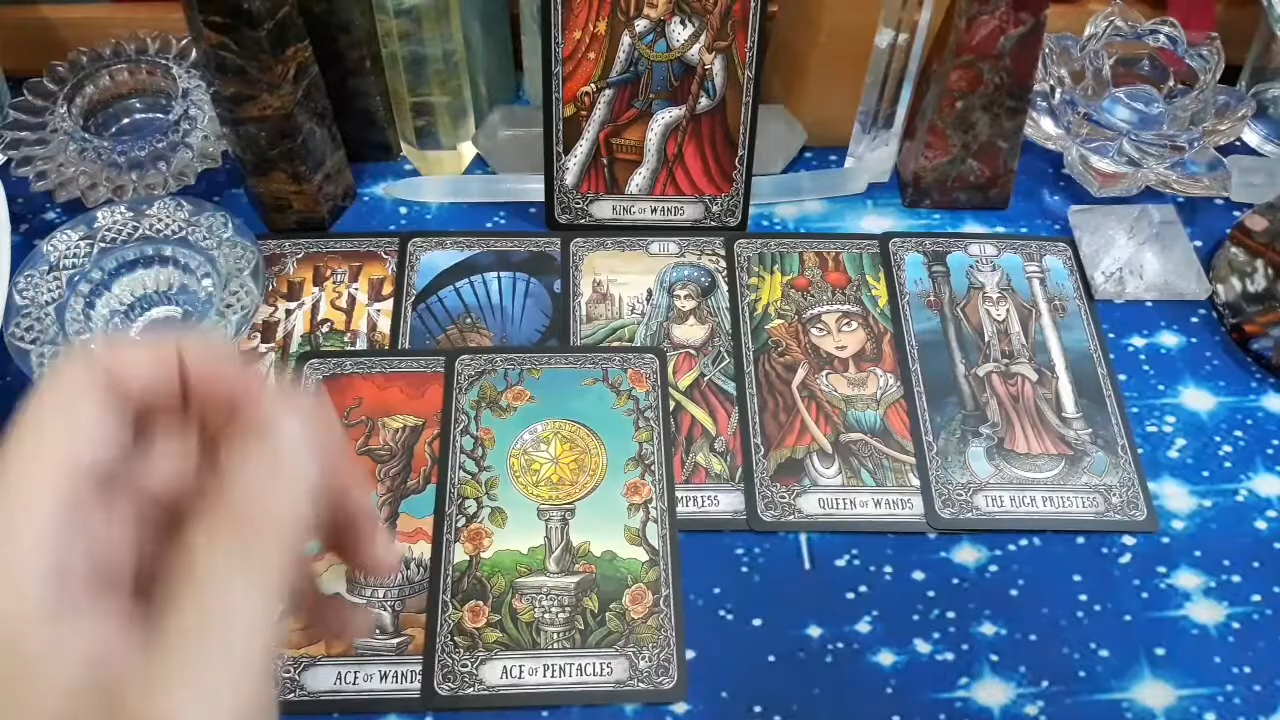 KING OF WANDS
III
II
MPRESS
QUEEN OF WANDS
THE HIGH PRIESTESS
ACE OF WANDS
ACE OF PENTACLES